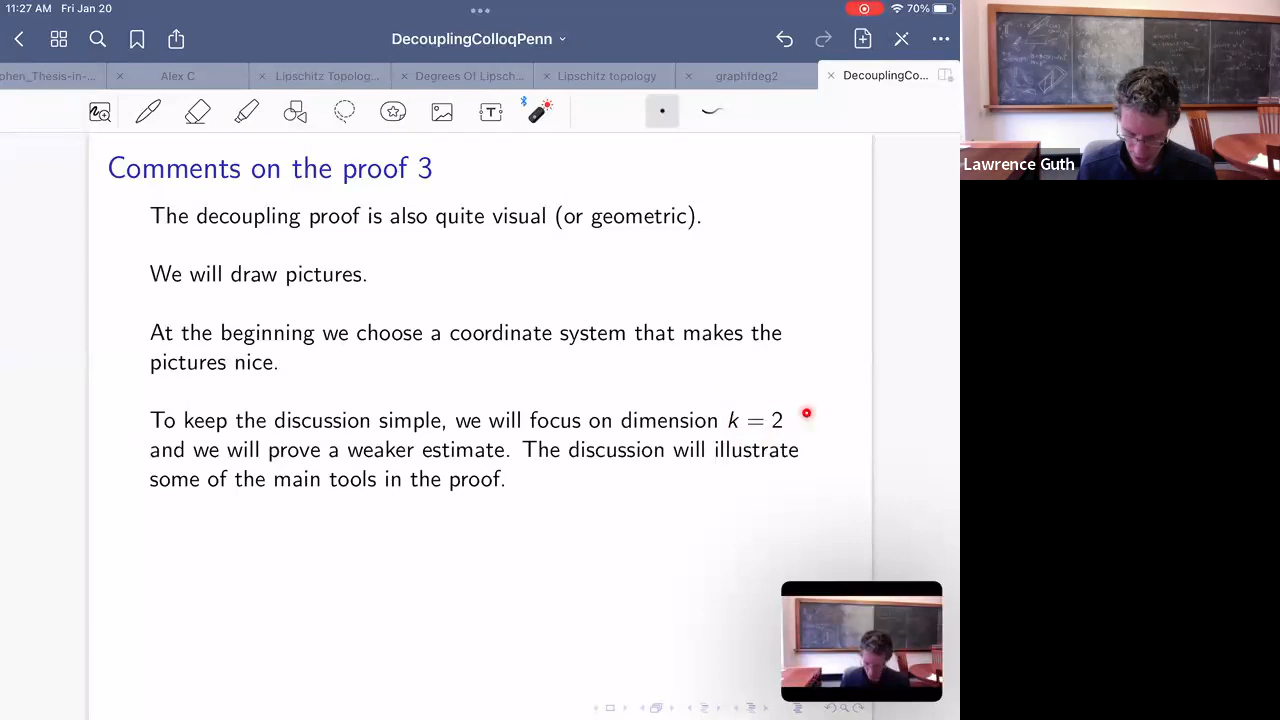 11:27 AM Fri Jan 20
70%
DecouplingColloqPenn
phen_Thesis-in-...
Alex C
Lipschitz Topolog...
Degrees Of Lipsch...
Lipschitz topology
graphfdeg2
DecouplingCo...
Lawrence Guth
Comments on the proof 3
The decoupling proof is also quite visual (or geometric).
We will draw pictures.
At the beginning we choose a coordinate system that makes the
pictures nice.
To keep the discussion simple, we will focus on dimension k = 2
and we will prove a weaker estimate. The discussion will illustrate
some of the main tools in the proof.